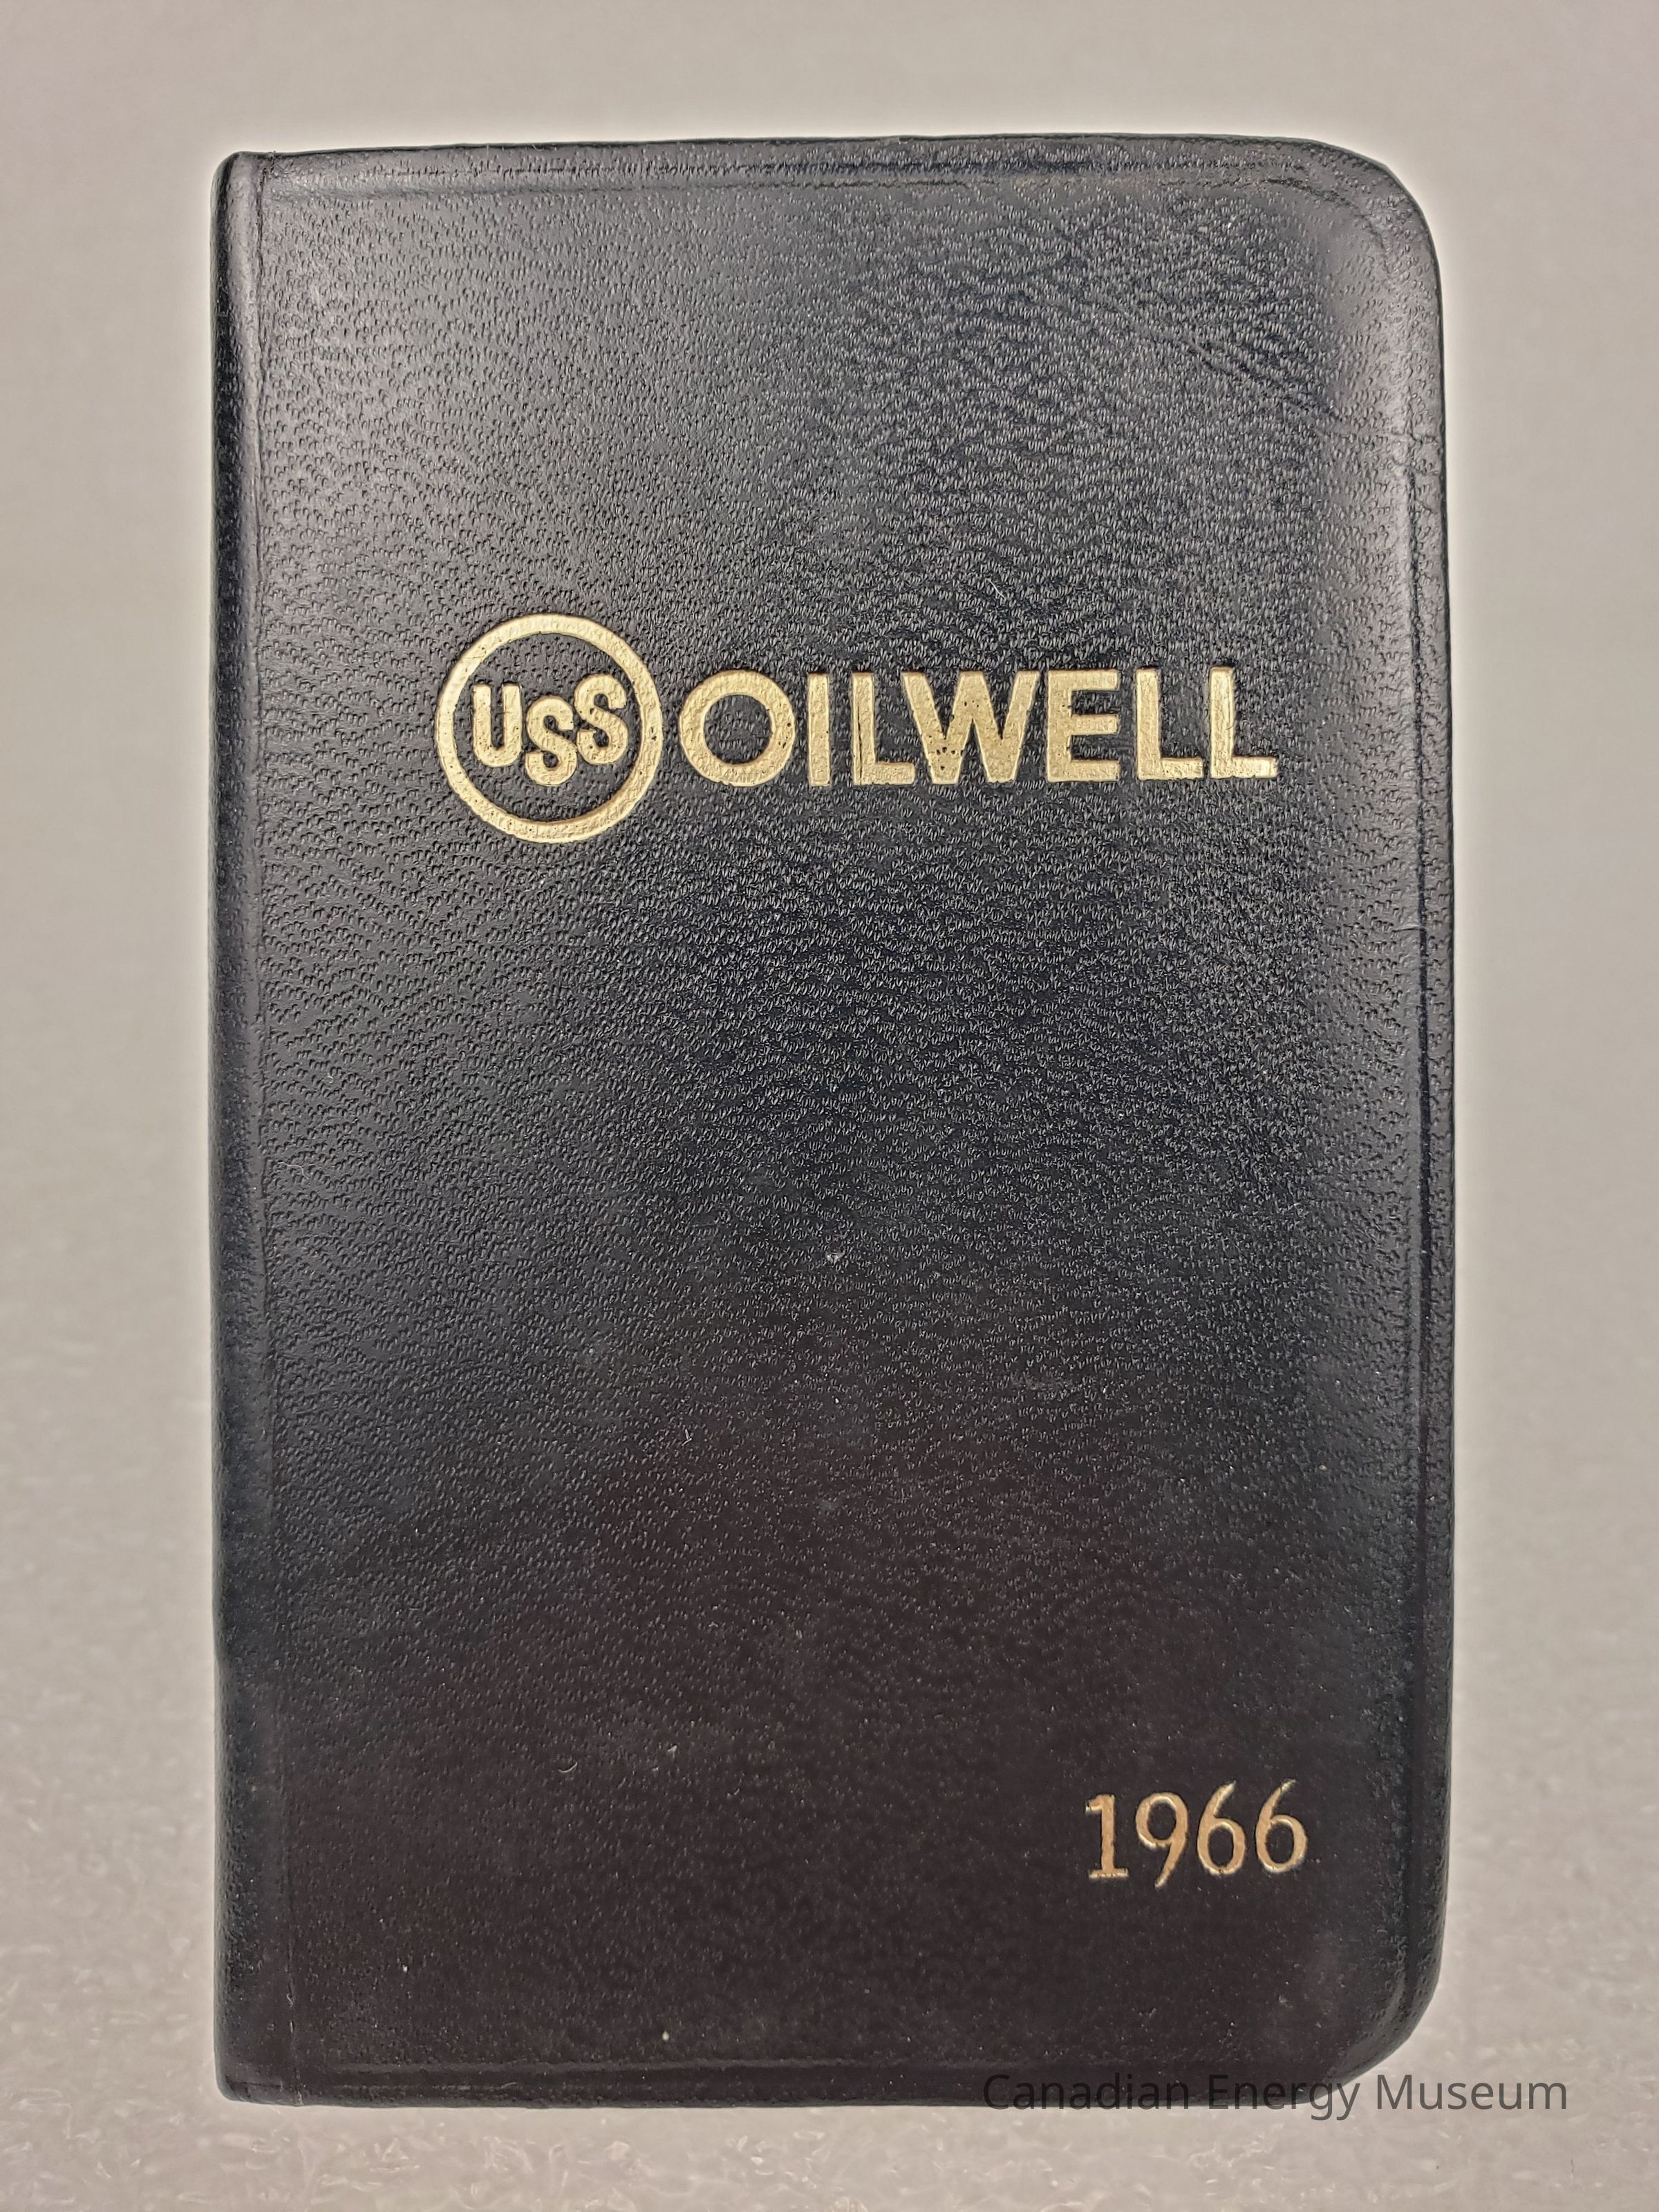 USS OILWELL
1966
Canadian Energy Museum